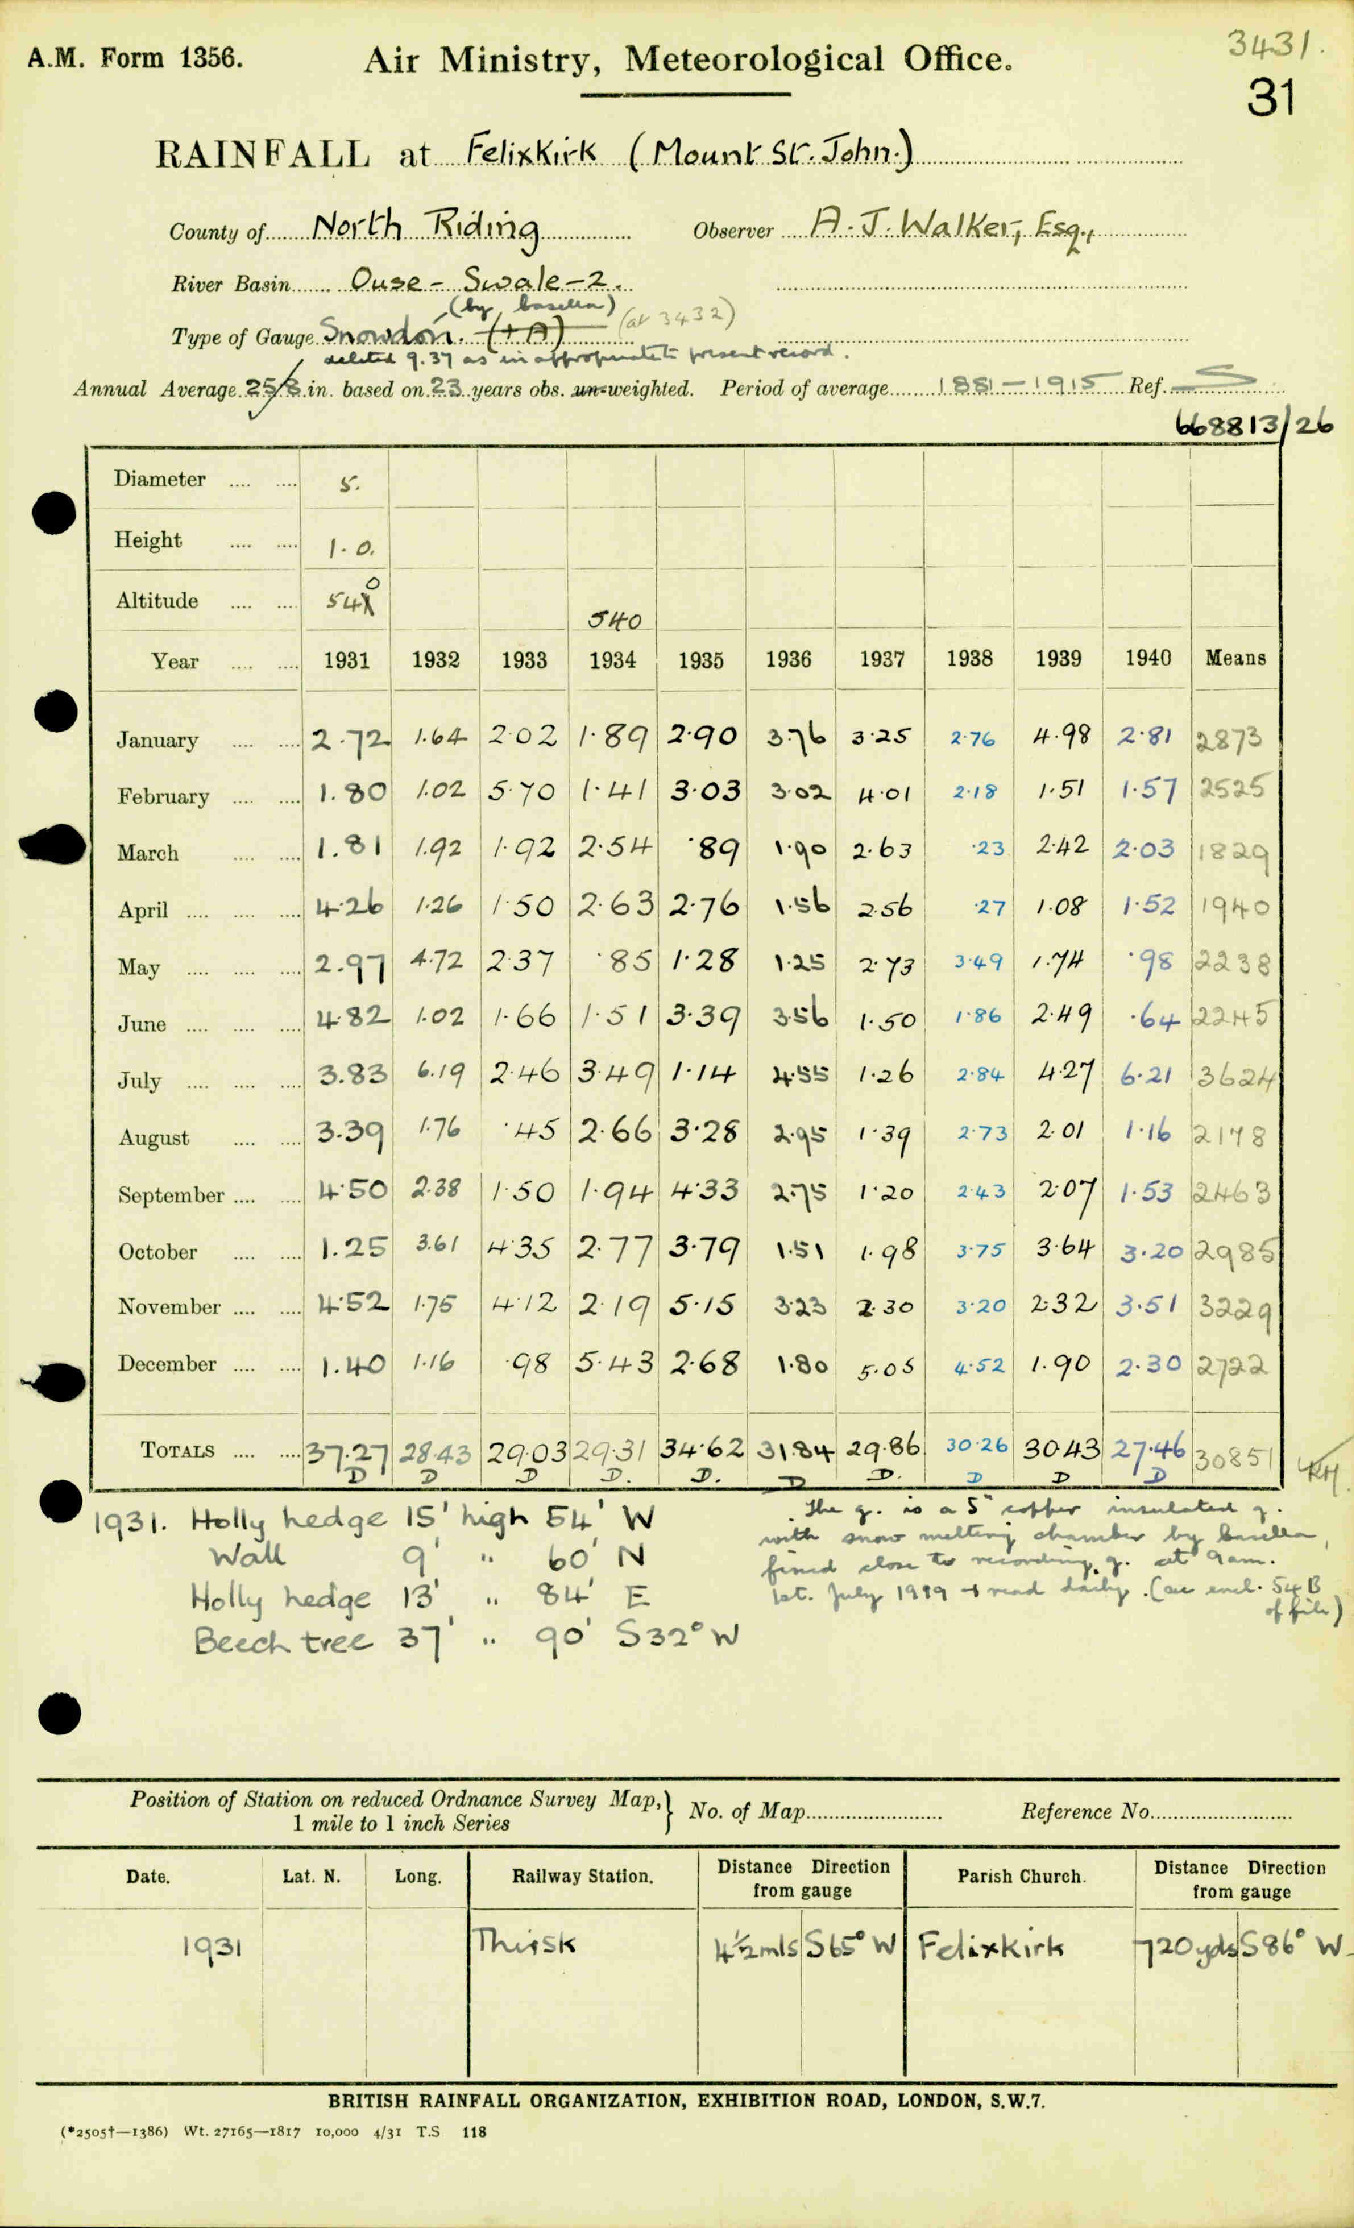 A.M. Form 1356.
Air Ministry, Meteorological Office.
3431.
31
RAINFALL at Felixkirk (Mount St. John.)
County of North Riding Observer A. J. Walker, Esq.,
River Basin Ouse - Swale - 2.
(by Casella) (at 3432)
Type of Gauge Snowdon. (+A)
deleted 9.37 as inappropriate to present record.
Annual Average 25.8 in. based on 23 years obs. un-weighted. Period of average 1881-1915 Ref. S
668813/26
Diameter 5.
Height 1.0.
Altitude 540 540
Year 1931 1932 1933 1934 1935 1936 1937 1938 1939 1940 Means
January 2.72 1.64 2.02 1.89 2.90 3.76 3.25 2.76 4.98 2.81 2873
February 1.80 1.02 5.70 1.41 3.03 3.02 4.01 2.18 1.51 1.57 2525
March 1.81 1.92 1.92 2.54 .89 1.90 2.63 .23 2.42 2.03 1829
April 4.26 1.26 1.50 2.63 2.76 1.56 2.56 .27 1.08 1.52 1940
May 2.97 4.72 2.37 .85 1.28 1.25 2.73 3.49 1.74 .98 2238
June 4.82 1.02 1.66 1.51 3.39 3.56 1.50 1.86 2.49 .64 2245
July 3.83 6.19 2.46 3.49 1.14 4.55 1.26 2.84 4.27 6.21 3624
August 3.39 1.76 .45 2.66 3.28 2.95 1.39 2.73 2.01 1.16 2178
September 4.50 2.38 1.50 1.94 4.33 2.75 1.20 2.43 2.07 1.53 2463
October 1.25 3.61 4.35 2.77 3.79 1.51 1.98 3.75 3.64 3.20 2985
November 4.52 1.75 4.12 2.19 5.15 3.23 2.30 3.20 2.32 3.51 3229
December 1.40 1.16 .98 5.43 2.68 1.80 5.05 4.52 1.90 2.30 2722
TOTALS 37.27 28.43 29.03 29.31 34.62 31.84 29.86 30.26 30.43 27.46 30851
D D D D. D. D D. D D D
1931. Holly hedge 15' high 54' W
Wall 9' " 60' N
Holly hedge 13' " 84' E
Beech tree 37' " 90' S32° W
The g. is a 5" copper insulated g.
with snow melting chamber by Casella,
fixed close to recording g. at 9am.
1st. July 1919 & read daily. (see encl. 54B
of file)
Position of Station on reduced Ordnance Survey Map, 1 mile to 1 inch Series } No. of Map Reference No.
Date. Lat. N. Long. Railway Station. Distance Direction from gauge Parish Church. Distance Direction from gauge
1931 Thirsk 4½mls S65° W Felixkirk 720yds S86° W
BRITISH RAINFALL ORGANIZATION, EXHIBITION ROAD, LONDON, S.W.7.
(*2505†—1386) Wt. 27165—1817 10,000 4/31 T.S 118